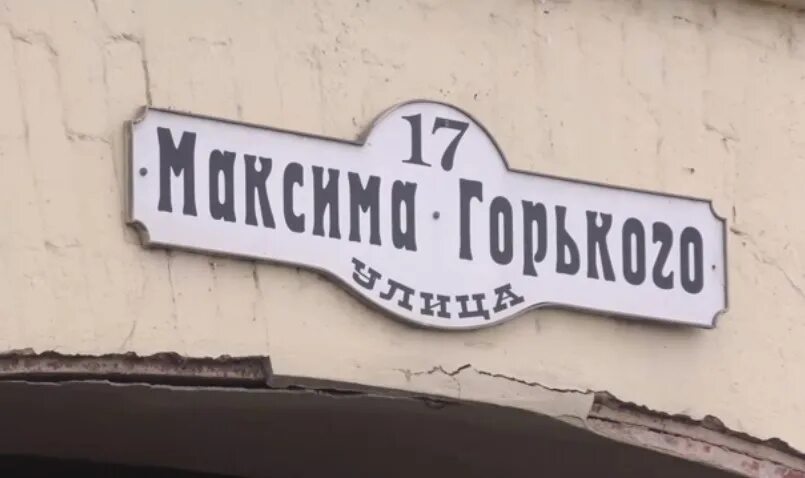 17
Максима Горького
улица